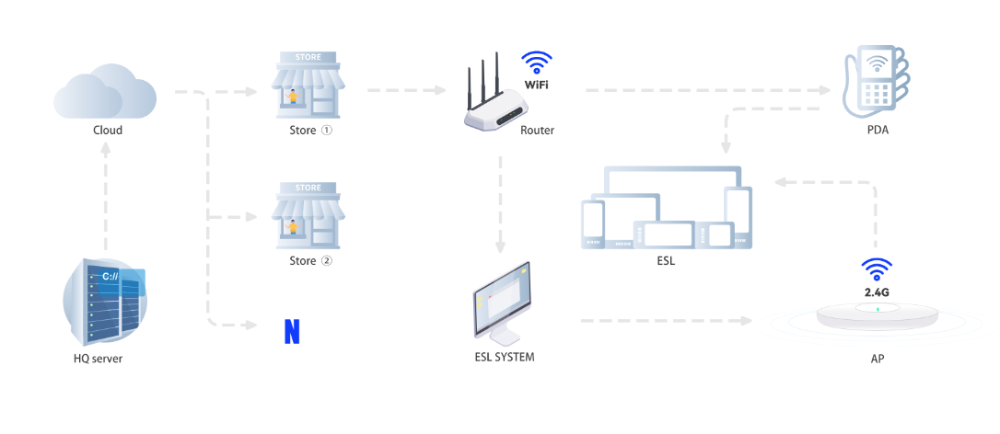 STORE
WiFi
Cloud
Store ①
Router
PDA
STORE
Store ②
ESL
C://
2.4G
N
HQ server
ESL SYSTEM
AP